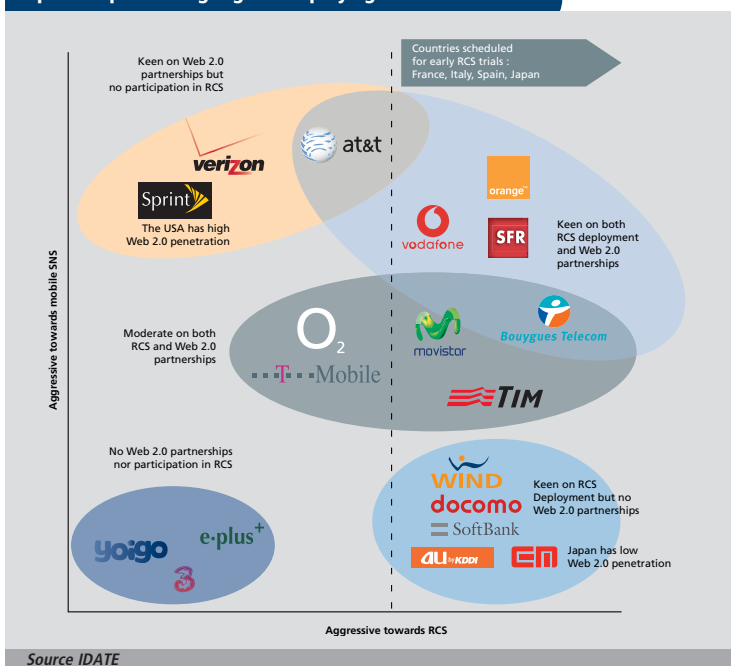 Countries scheduled
for early RCS trials :
France, Italy, Spain, Japan
Keen on Web 2.0
partnerships but
no participation in RCS
verizon
at&t
Sprint
The USA has high
Web 2.0 penetration
orange™
vodafone
SFR
Keen on both
RCS deployment
and Web 2.0
partnerships
Aggressive towards mobile SNS
Moderate on both
RCS and Web 2.0
partnerships
O2
movistar
Bouygues Telecom
T Mobile
TIM
No Web 2.0 partnerships
nor participation in RCS
yoigo
e-plus+
3
WIND
docomo
SoftBank
Keen on RCS
Deployment but no
Web 2.0 partnerships
au by KDDI
EM
Japan has low
Web 2.0 penetration
Aggressive towards RCS
Source IDATE